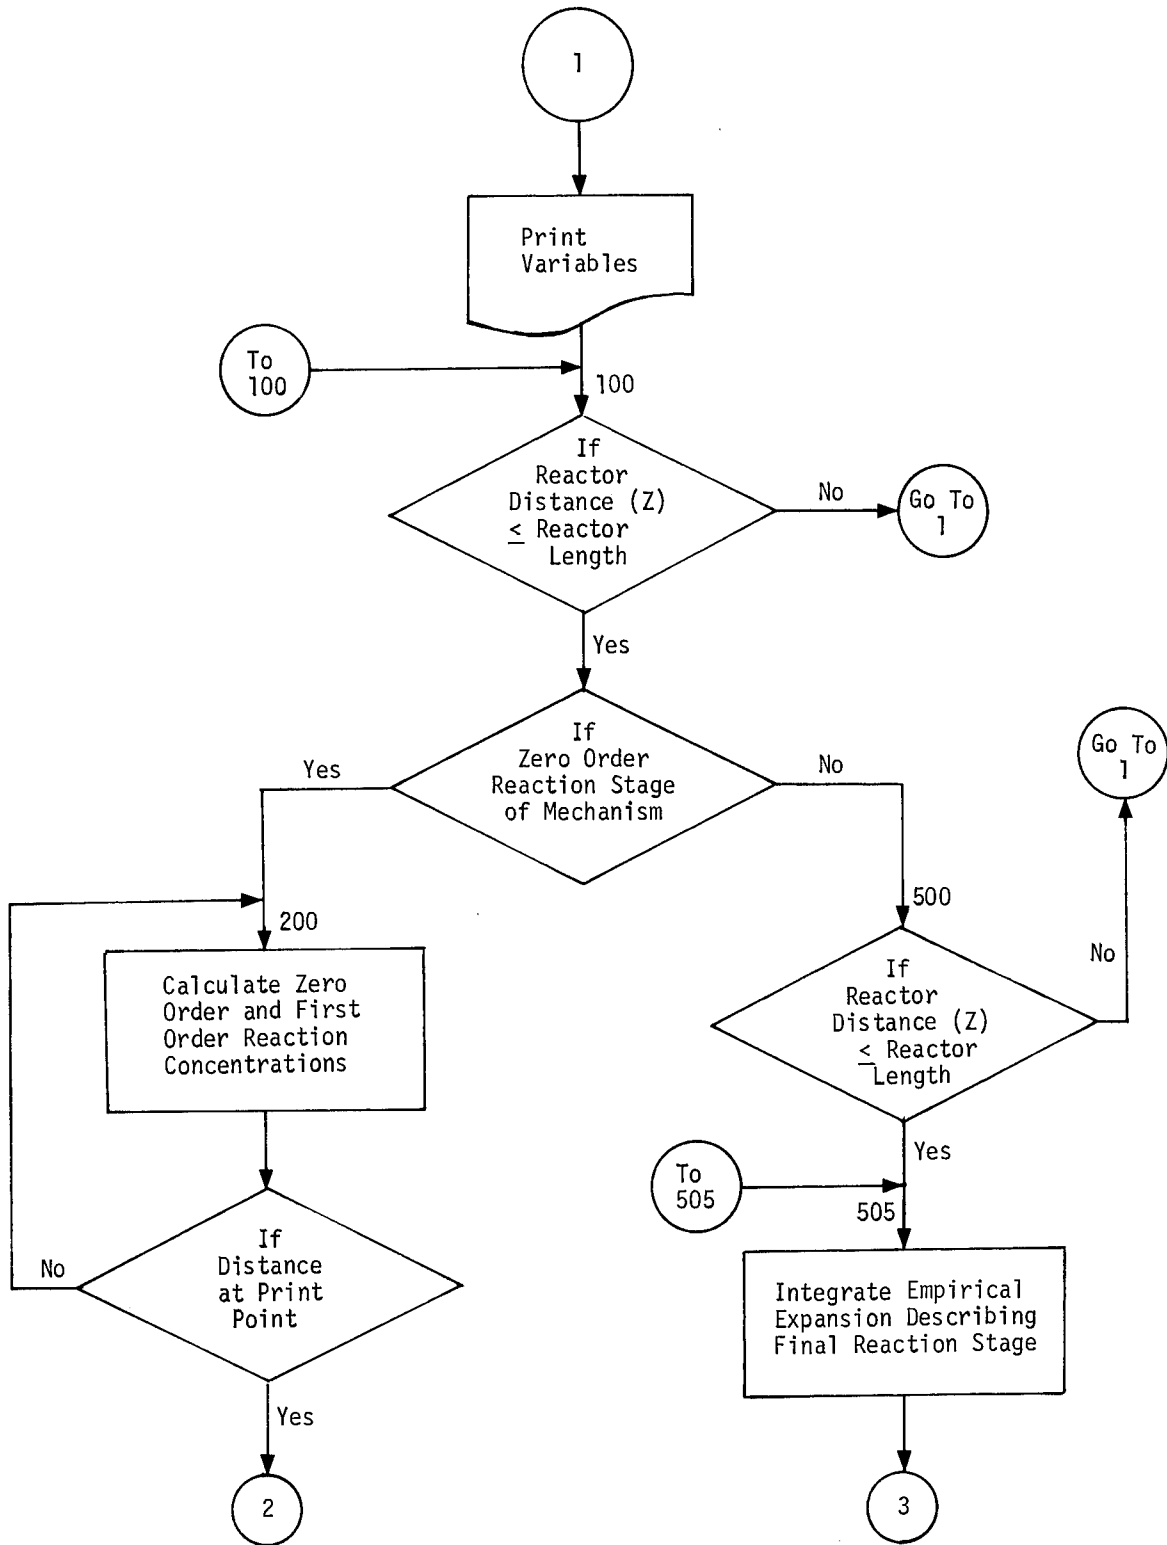 1
Print
Variables
To
100
100
If
Reactor
Distance (Z)
≤ Reactor
Length
No
Go To
1
Yes
If
Zero Order
Reaction Stage
of Mechanism
Yes
No
Go To
1
200
500
Calculate Zero
Order and First
Order Reaction
Concentrations
If
Reactor
Distance (Z)
≤ Reactor
Length
No
Yes
To
505
505
If
Distance
at Print
Point
No
Integrate Empirical
Expansion Describing
Final Reaction Stage
Yes
2
3